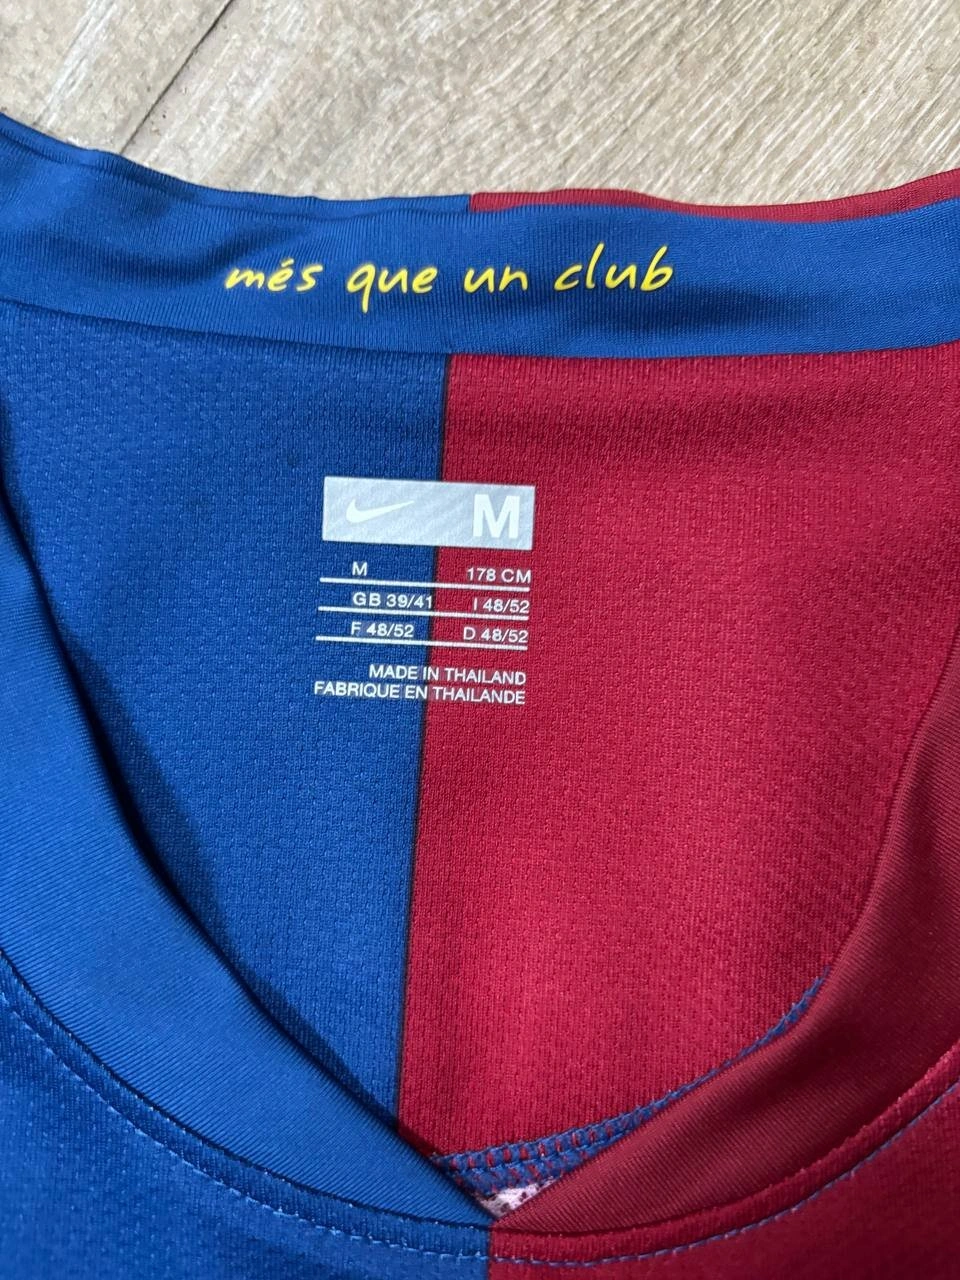 més que un club
M
M 178 CM
GB 39/41 I 48/52
F 48/52 D 48/52
MADE IN THAILAND
FABRIQUE EN THAILANDE